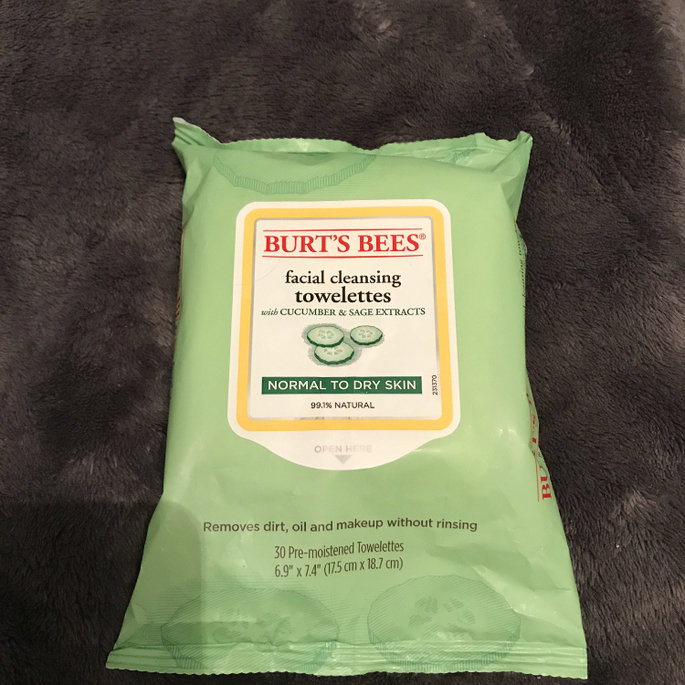 BURT'S BEES®
facial cleansing
towelettes
with CUCUMBER & SAGE EXTRACTS
NORMAL TO DRY SKIN
231370
99.1% NATURAL
OPEN HERE
Removes dirt, oil and makeup without rinsing
30 Pre-moistened Towelettes
6.9" x 7.4" (17.5 cm x 18.7 cm)